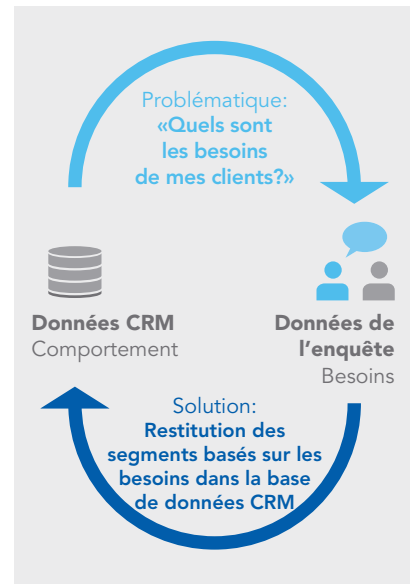 Problématique:
«Quels sont
les besoins
de mes clients?»
Données CRM
Comportement
Données de
l'enquête
Besoins
Solution:
Restitution des
segments basés sur les
besoins dans la base
de données CRM